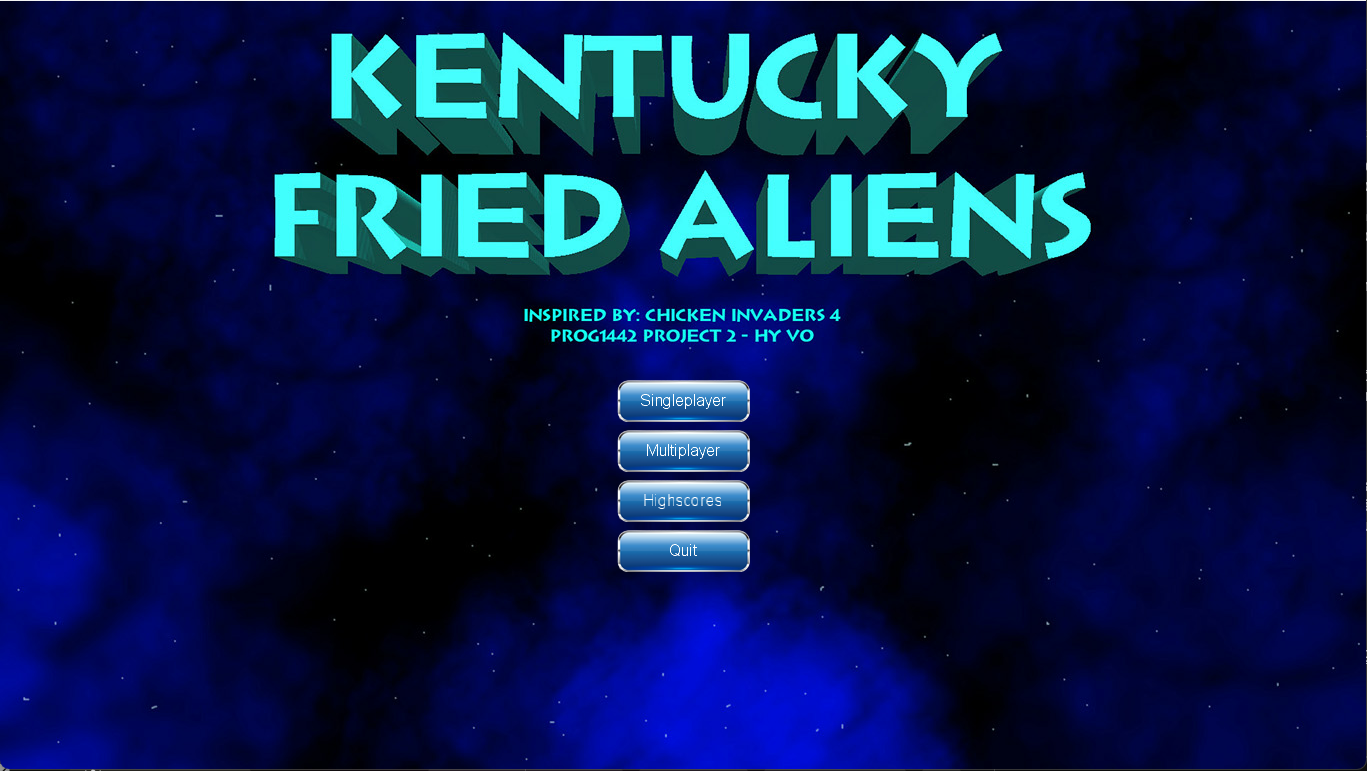 KENTUCKY
FRIED ALIENS
INSPIRED BY: CHICKEN INVADERS 4
PROG1442 PROJECT 2 - HY VO
Singleplayer
Multiplayer
Highscores
Quit